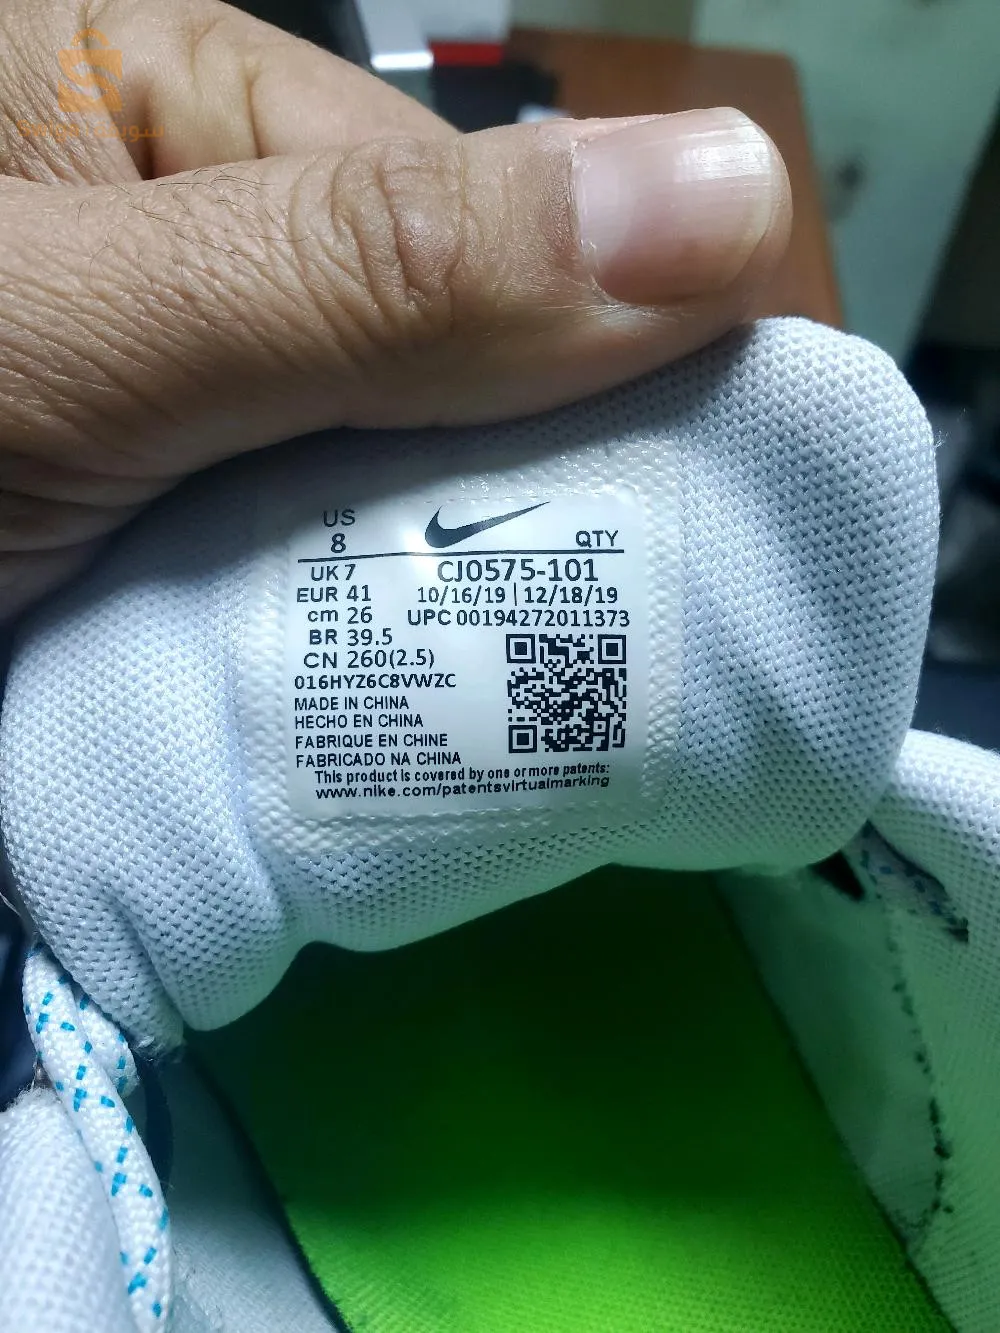 سويت
US
8
QTY
UK 7
CJ0575-101
EUR 41
10/16/19 | 12/18/19
cm 26
UPC 00194272011373
BR 39.5
CN 260(2.5)
016HYZ6C8VWZC
MADE IN CHINA
HECHO EN CHINA
FABRIQUE EN CHINE
FABRICADO NA CHINA
This product is covered by one or more patents:
www.nike.com/patentsvirtualmarking